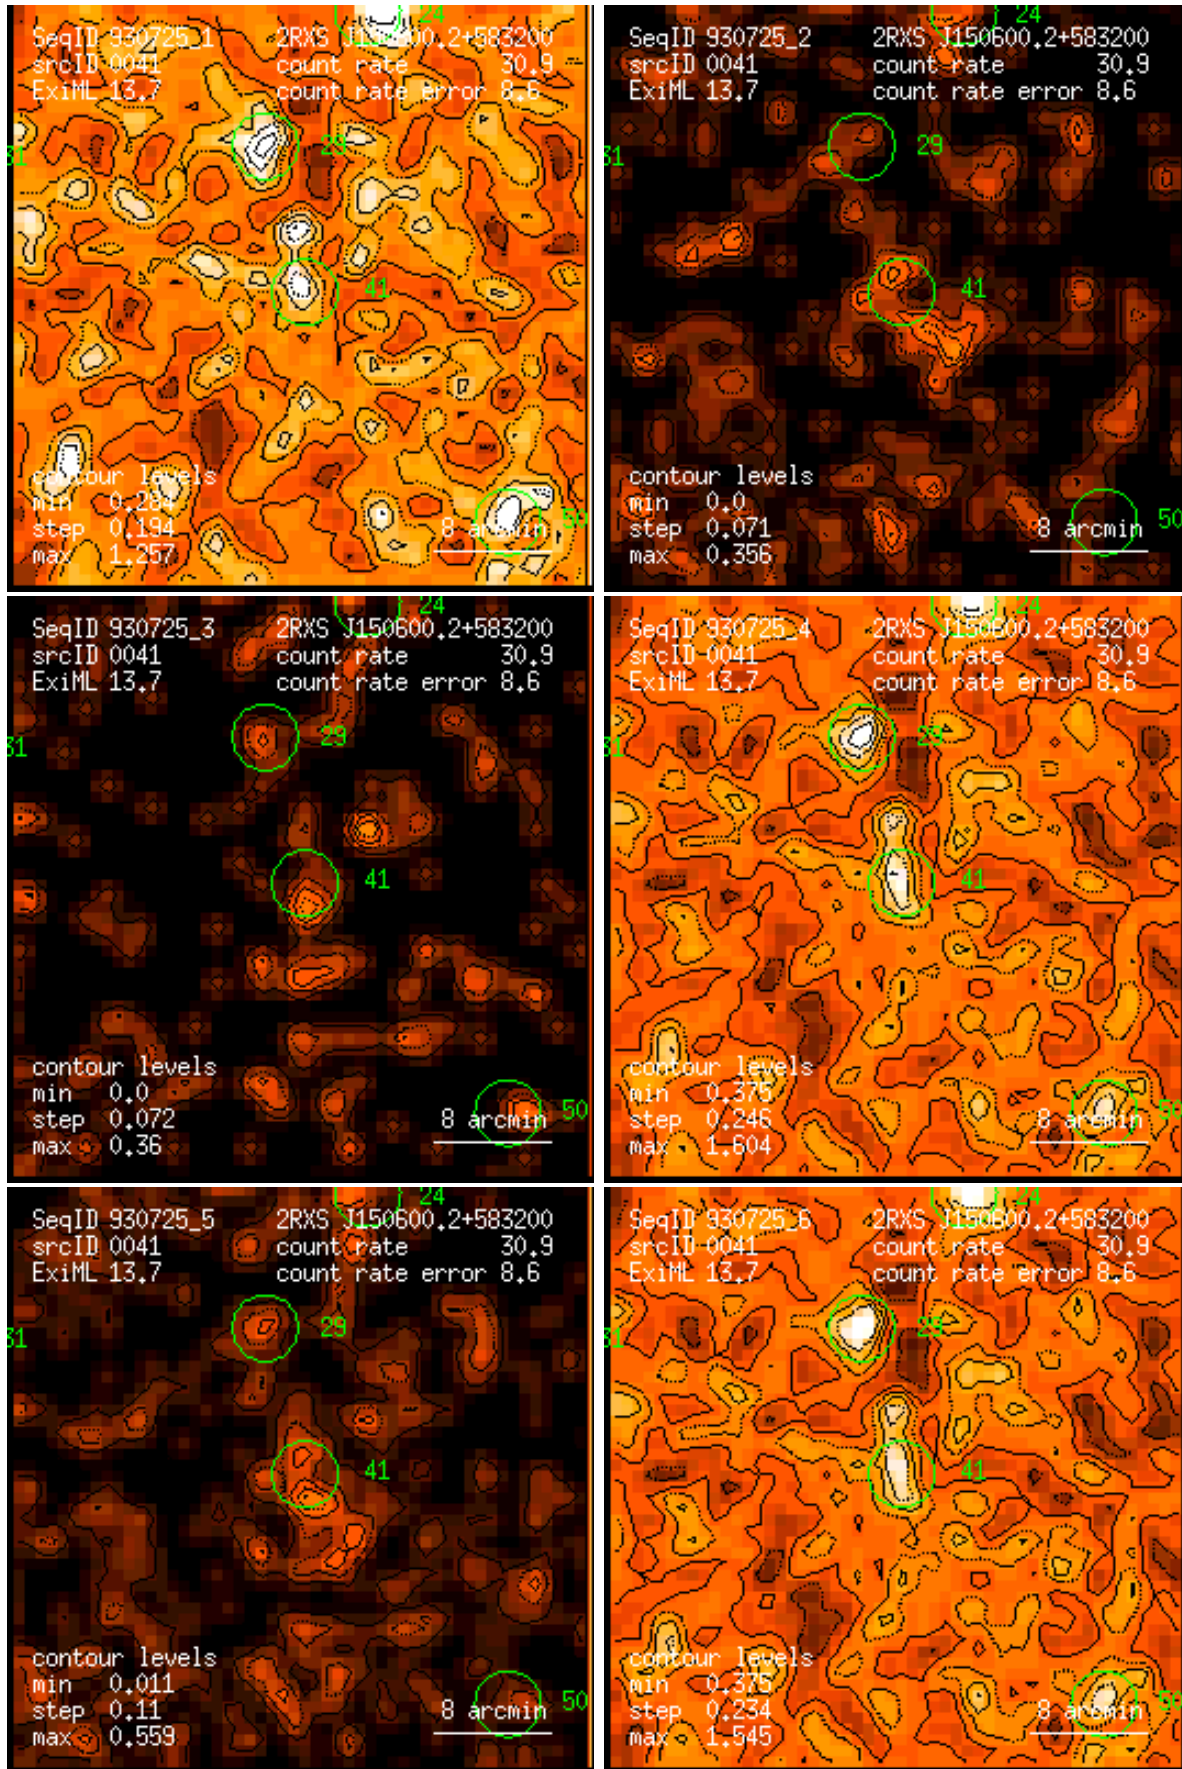 24
SeqID 930725_1 2RXS J150600.2+583200
srcID 0041 count rate 30.9
ExiML 13.7 count rate error 8.6
31 29
41
contour levels
min 0.284
step 0.194 8 arcmin 50
max 1.257
24
SeqID 930725_2 2RXS J150600.2+583200
srcID 0041 count rate 30.9
ExiML 13.7 count rate error 8.6
31 29
41
contour levels
min 0.0
step 0.071 8 arcmin 50
max 0.356
24
SeqID 930725_3 2RXS J150600.2+583200
srcID 0041 count rate 30.9
ExiML 13.7 count rate error 8.6
31 29
41
contour levels
min 0.0
step 0.072 8 arcmin 50
max 0.36
24
SeqID 930725_4 2RXS J150600.2+583200
srcID 0041 count rate 30.9
ExiML 13.7 count rate error 8.6
31 29
41
contour levels
min 0.375
step 0.246 8 arcmin 50
max 1.604
24
SeqID 930725_5 2RXS J150600.2+583200
srcID 0041 count rate 30.9
ExiML 13.7 count rate error 8.6
31 29
41
contour levels
min 0.011
step 0.11 8 arcmin 50
max 0.559
24
SeqID 930725_6 2RXS J150600.2+583200
srcID 0041 count rate 30.9
ExiML 13.7 count rate error 8.6
31 29
41
contour levels
min 0.375
step 0.234 8 arcmin 50
max 1.545